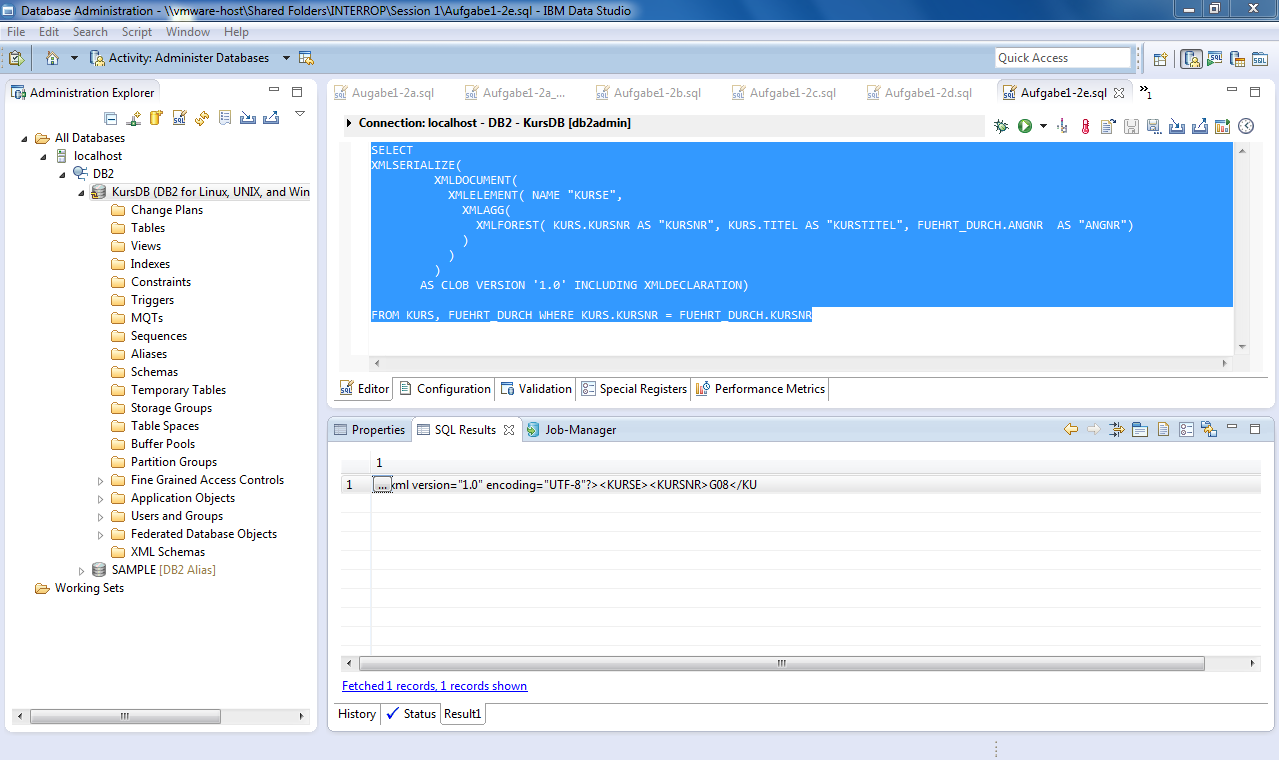 Database Administration - \\vmware-host\Shared Folders\INTERROP\Session 1\Aufgabe1-2e.sql - IBM Data Studio
File Edit Search Script Window Help
Activity: Administer Databases
Quick Access
Administration Explorer
All Databases
localhost
DB2
KursDB (DB2 for Linux, UNIX, and Win
Change Plans
Tables
Views
Indexes
Constraints
Triggers
MQTs
Sequences
Aliases
Schemas
Temporary Tables
Storage Groups
Table Spaces
Buffer Pools
Partition Groups
Fine Grained Access Controls
Application Objects
Users and Groups
Federated Database Objects
XML Schemas
SAMPLE [DB2 Alias]
Working Sets
Augabe1-2a.sql Aufgabe1-2a_... Aufgabe1-2b.sql Aufgabe1-2c.sql Aufgabe1-2d.sql Aufgabe1-2e.sql »1
Connection: localhost - DB2 - KursDB [db2admin]
SELECT
XMLSERIALIZE(
XMLDOCUMENT(
XMLELEMENT( NAME "KURSE",
XMLAGG(
XMLFOREST( KURS.KURSNR AS "KURSNR", KURS.TITEL AS "KURSTITEL", FUEHRT_DURCH.ANGNR  AS "ANGNR")
)
)
)
AS CLOB VERSION '1.0' INCLUDING XMLDECLARATION)
FROM KURS, FUEHRT_DURCH WHERE KURS.KURSNR = FUEHRT_DURCH.KURSNR
Editor Configuration Validation Special Registers Performance Metrics
Properties SQL Results Job-Manager
1
1 ... xml version="1.0" encoding="UTF-8"?><KURSE><KURSNR>G08</KU
Fetched 1 records, 1 records shown
History Status Result1